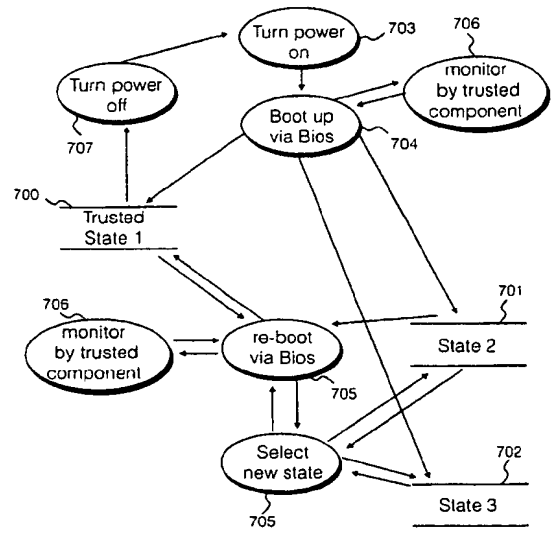 Turn power
on
703
706
monitor
by trusted
component
Turn power
off
707
Boot up
via Bios
704
700
Trusted
State 1
706
monitor
by trusted
component
re-boot
via Bios
705
701
State 2
Select
new state
705
702
State 3